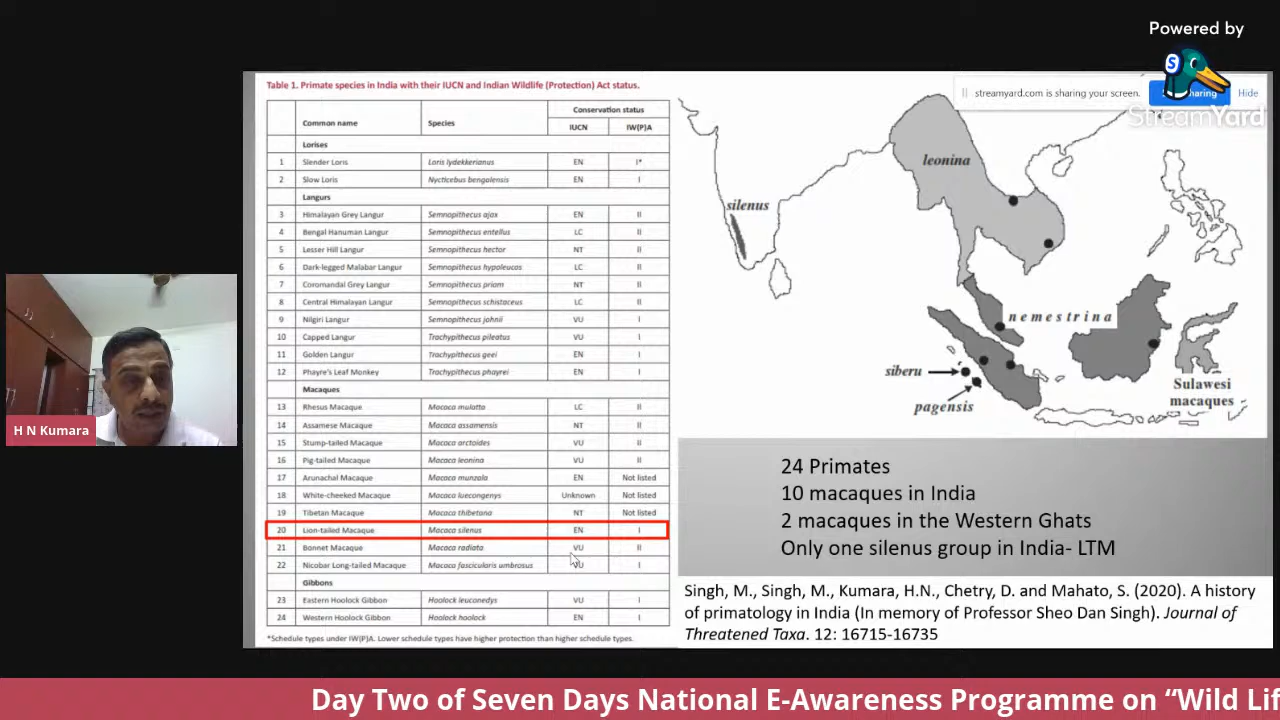 Powered by
S
StreamYard
streamyard.com is sharing your screen.
Hide
Table 1. Primate species in India with their IUCN and Indian Wildlife (Protection) Act status.
Common name Species Conservation status
IUCN IW(P)A
Lorises
1 Slender Loris Loris lydekkerianus EN I*
2 Slow Loris Nycticebus bengalensis EN I
Langurs
3 Himalayan Grey Langur Semnopithecus ajax EN II
4 Bengal Hanuman Langur Semnopithecus entellus LC II
5 Lesser Hill Langur Semnopithecus hector NT II
6 Dark-legged Malabar Langur Semnopithecus hypoleucos LC II
7 Coromandal Grey Langur Semnopithecus priam NT II
8 Central Himalayan Langur Semnopithecus schistaceus LC II
9 Nilgiri Langur Semnopithecus johnii VU I
10 Capped Langur Trachypithecus pileatus VU I
11 Golden Langur Trachypithecus geei EN I
12 Phayre's Leaf Monkey Trachypithecus phayrei EN I
Macaques
13 Rhesus Macaque Macaca mulatta LC II
14 Assamese Macaque Macaca assamensis NT II
15 Stump-tailed Macaque Macaca arctoides VU II
16 Pig-tailed Macaque Macaca leonina VU II
17 Arunachal Macaque Macaca munzala EN Not listed
18 White-cheeked Macaque Macaca luecongenys Unknown Not listed
19 Tibetan Macaque Macaca thibetana NT Not listed
20 Lion-tailed Macaque Macaca silenus EN I
21 Bonnet Macaque Macaca radiata VU II
22 Nicobar Long-tailed Macaque Macaca fascicularis umbrosus VU I
Gibbons
23 Eastern Hoolock Gibbon Hoolock leuconedys VU I
24 Western Hoolock Gibbon Hoolock hoolock EN I
*Schedule types under IW(P)A. Lower schedule types have higher protection than higher schedule types.
leonina
silenus
nemestrina
siberu
pagensis
Sulawesi
macaques
24 Primates
10 macaques in India
2 macaques in the Western Ghats
Only one silenus group in India- LTM
Singh, M., Singh, M., Kumara, H.N., Chetry, D. and Mahato, S. (2020). A history
of primatology in India (In memory of Professor Sheo Dan Singh). Journal of
Threatened Taxa. 12: 16715-16735
H N Kumara
Day Two of Seven Days National E-Awareness Programme on “Wild Lif